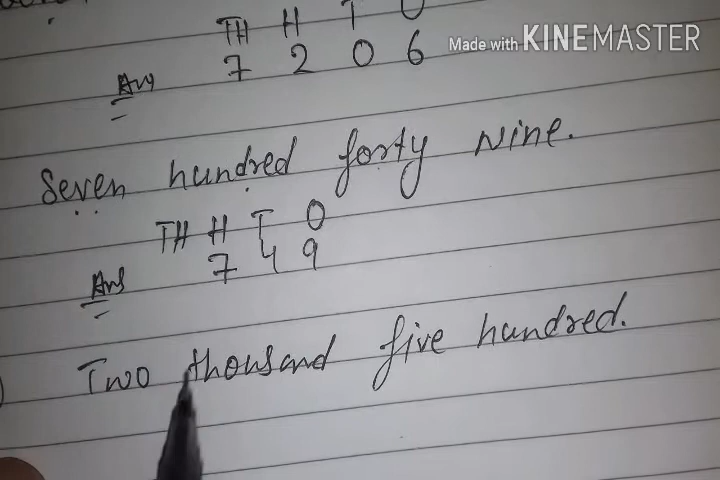 TH H T O
Made with KINEMASTER
Ans 7 2 0 6
Seven hundred forty Nine.
TH H T O
Ans 7 4 9
Two thousand five hundred.